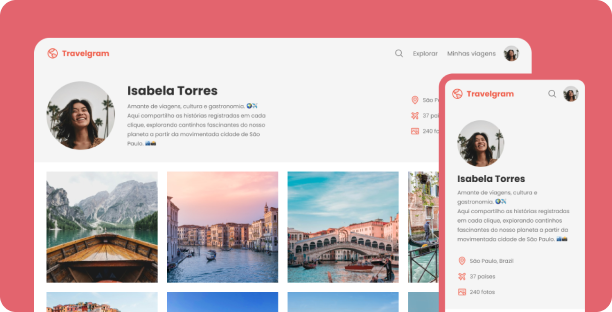 Travelgram
Explorar
Minhas viagens
Isabela Torres
Amante de viagens, cultura e gastronomia. 🌍✈️
Aqui compartilho as histórias registradas em cada
clique, explorando cantinhos fascinantes do nosso
planeta a partir da movimentada cidade de São
Paulo. 🏙️📸
São P
37 paí
240 fo
Travelgram
Isabela Torres
Amante de viagens, cultura e
gastronomia. 🌍✈️
Aqui compartilho as histórias registradas
em cada clique, explorando cantinhos
fascinantes do nosso planeta a partir da
movimentada cidade de São Paulo. 🏙️📸
São Paulo, Brazil
37 países
240 fotos